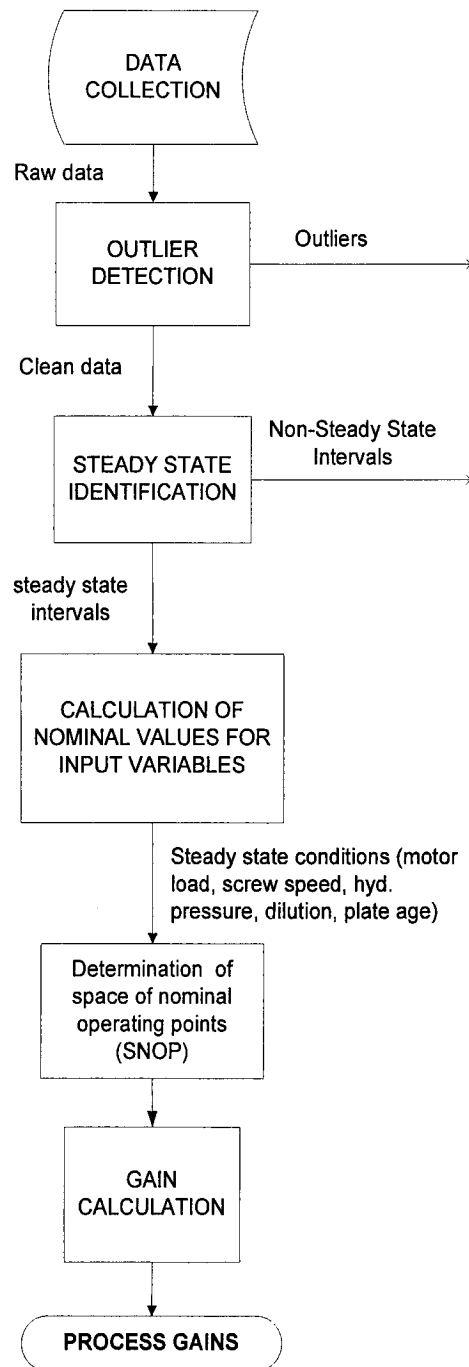 DATA
COLLECTION
Raw data
OUTLIER
DETECTION
Outliers
Clean data
STEADY STATE
IDENTIFICATION
Non-Steady State
Intervals
steady state
intervals
CALCULATION OF
NOMINAL VALUES FOR
INPUT VARIABLES
Steady state conditions (motor
load, screw speed, hyd.
pressure, dilution, plate age)
Determination of
space of nominal
operating points
(SNOP)
GAIN
CALCULATION
PROCESS GAINS